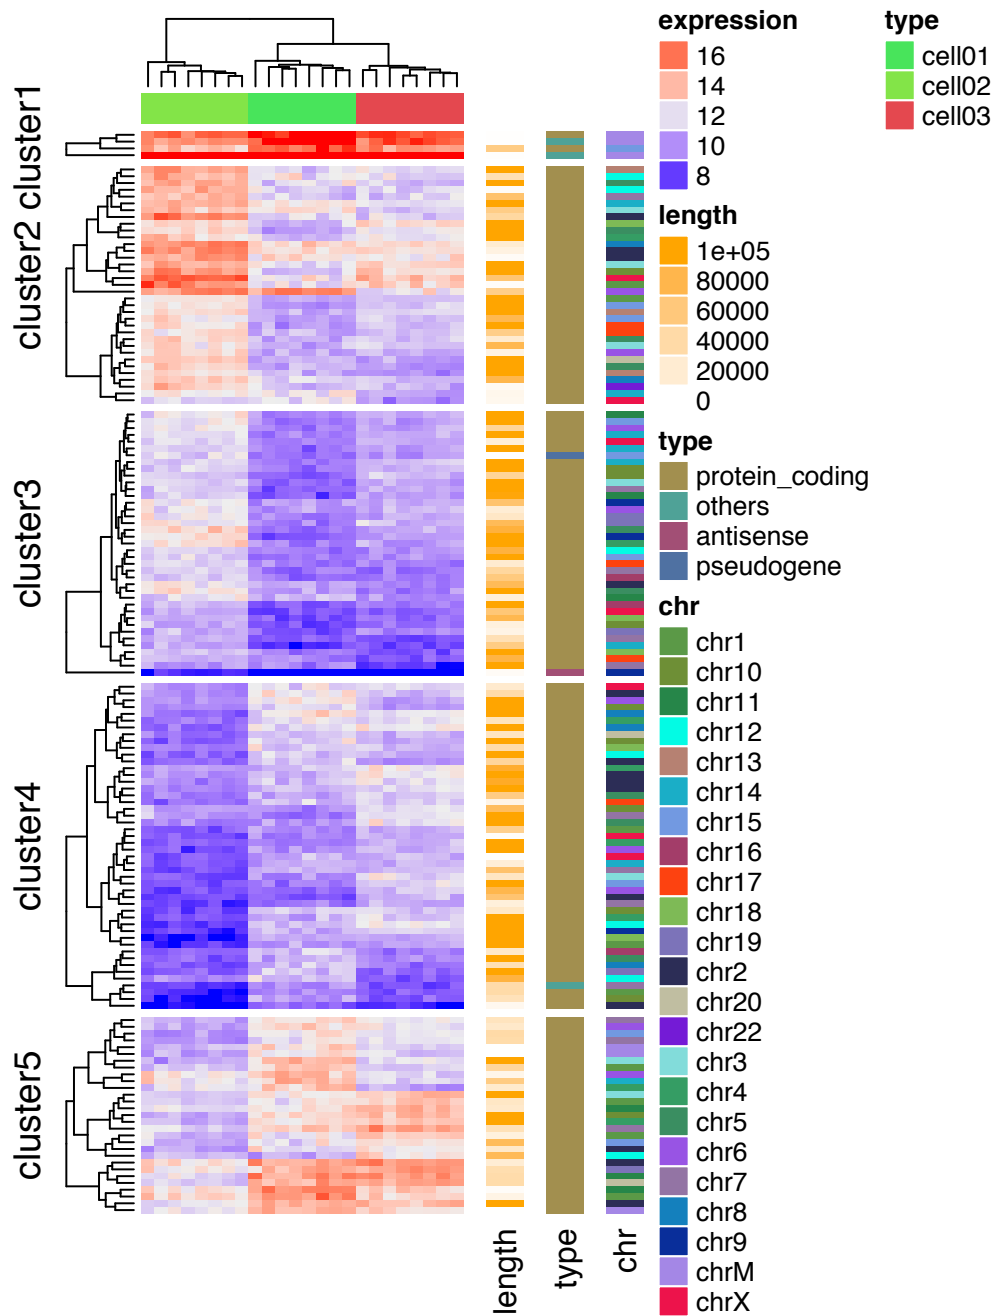 cluster1
cluster2
cluster3
cluster4
cluster5
length
type
chr
expression
16
14
12
10
8
length
1e+05
80000
60000
40000
20000
0
type
protein_coding
others
antisense
pseudogene
chr
chr1
chr10
chr11
chr12
chr13
chr14
chr15
chr16
chr17
chr18
chr19
chr2
chr20
chr22
chr3
chr4
chr5
chr6
chr7
chr8
chr9
chrM
chrX
type
cell01
cell02
cell03